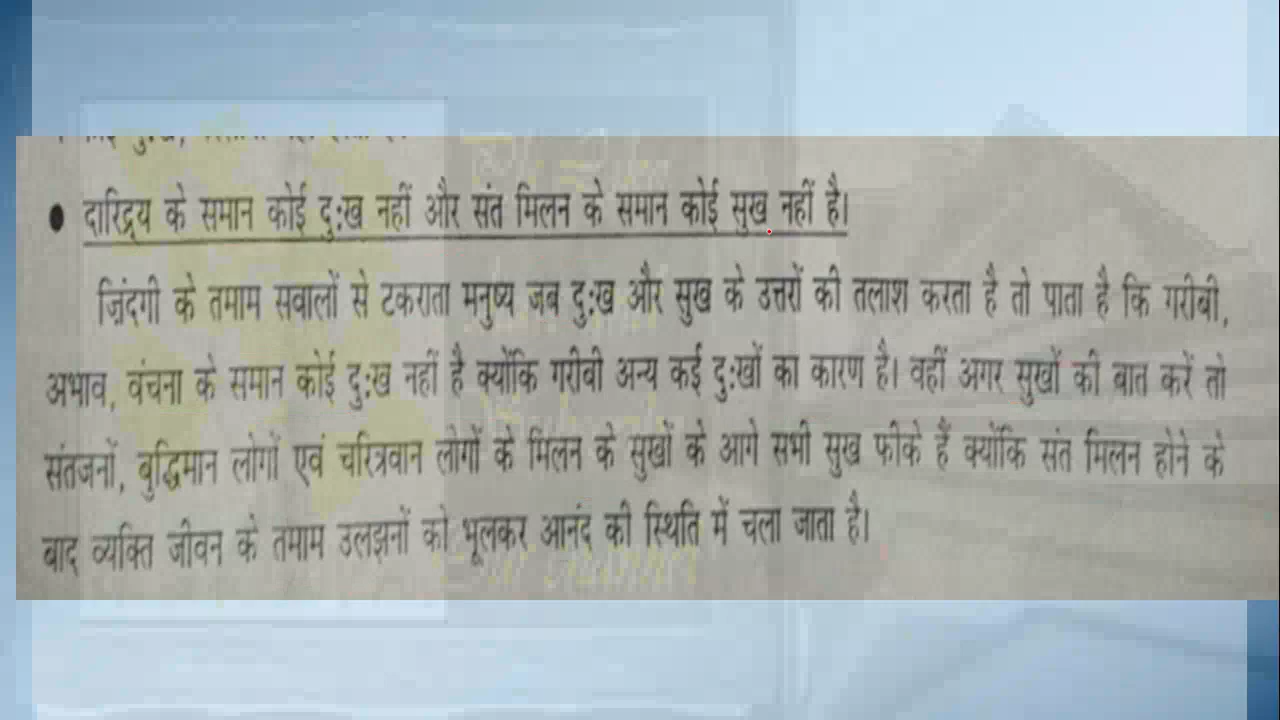 • दारिद्र्य के समान कोई दुःख नहीं और संत मिलन के समान कोई सुख नहीं है।
ज़िंदगी के तमाम सवालों से टकराता मनुष्य जब दुःख और सुख के उत्तरों की तलाश करता है तो पाता है कि गरीबी,
अभाव, वंचना के समान कोई दुःख नहीं है क्योंकि गरीबी अन्य कई दुःखों का कारण है। वहीं अगर सुखों की बात करें तो
संतजनों, बुद्धिमान लोगों एवं चरित्रवान लोगों के मिलन के सुखों के आगे सभी सुख फीके हैं क्योंकि संत मिलन होने के
बाद व्यक्ति जीवन के तमाम उलझनों को भूलकर आनंद की स्थिति में चला जाता है।